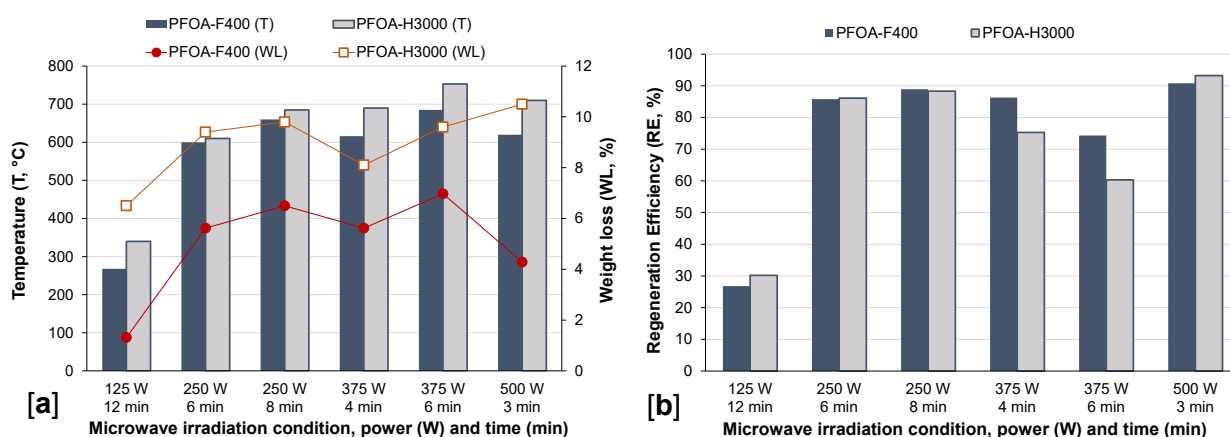 PFOA-F400 (T) PFOA-H3000 (T)
PFOA-F400 (WL) PFOA-H3000 (WL)
Temperature (T, °C)
800
700
600
500
400
300
200
100
0
12
10
8
6
4
2
0
Weight loss (WL, %)
125 W 250 W 250 W 375 W 375 W 500 W
12 min 6 min 8 min 4 min 6 min 3 min
Microwave irradiation condition, power (W) and time (min)
[a]
PFOA-F400 PFOA-H3000
Regeneration Efficiency (RE, %)
100
90
80
70
60
50
40
30
20
10
0
125 W 250 W 250 W 375 W 375 W 500 W
12 min 6 min 8 min 4 min 6 min 3 min
Microwave irradiation condition, power (W) and time (min)
[b]